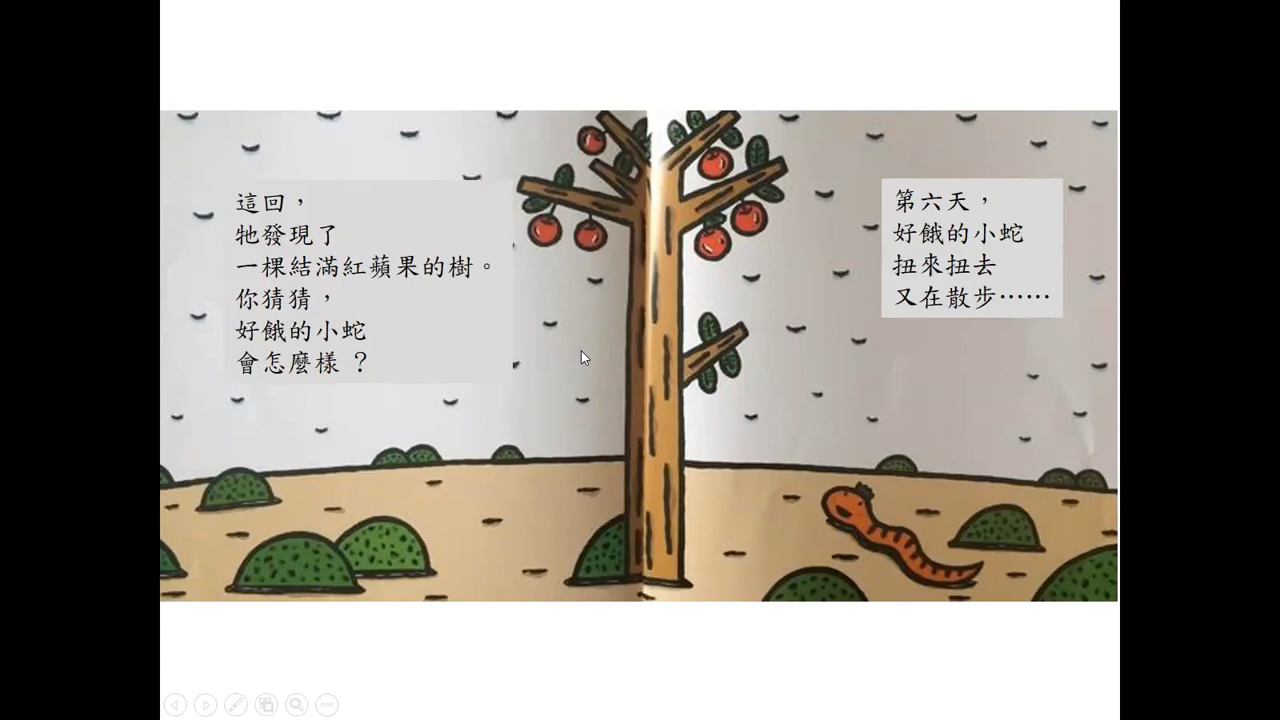 第六天，
好餓的小蛇
扭來扭去
又在散步⋯⋯
這回，
牠發現了
一棵結滿紅蘋果的樹。
你猜猜，
好餓的小蛇
會怎麼樣？